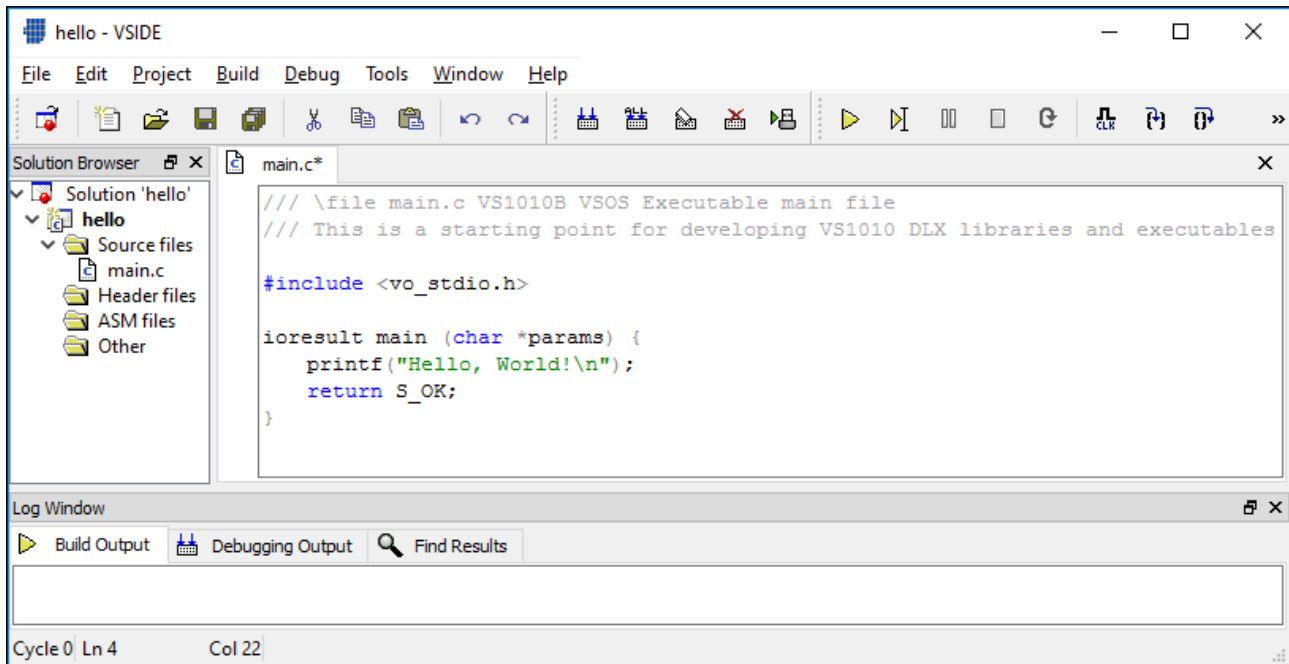 hello - VSIDE
File Edit Project Build Debug Tools Window Help
CLK
Solution Browser
main.c*
Solution 'hello'
hello
Source files
main.c
Header files
ASM files
Other
/// \file main.c VS1010B VSOS Executable main file
/// This is a starting point for developing VS1010 DLX libraries and executables
#include <vo_stdio.h>
ioresult main (char *params) {
printf("Hello, World!\n");
return S_OK;
}
Log Window
Build Output Debugging Output Find Results
Cycle 0 Ln 4 Col 22